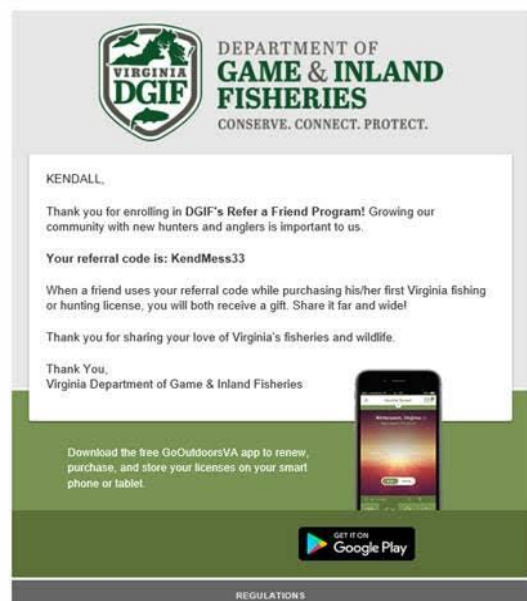 VIRGINIA
DGIF
DEPARTMENT OF
GAME & INLAND
FISHERIES
CONSERVE. CONNECT. PROTECT.
KENDALL,
Thank you for enrolling in DGIF's Refer a Friend Program! Growing our
community with new hunters and anglers is important to us.
Your referral code is: KendMess33
When a friend uses your referral code while purchasing his/her first Virginia fishing
or hunting license, you will both receive a gift. Share it far and wide!
Thank you for sharing your love of Virginia's fisheries and wildlife.
Thank You,
Virginia Department of Game & Inland Fisheries
Download the free GoOutdoorsVA app to renew,
purchase, and store your licenses on your smart
phone or tablet.
GET IT ON
Google Play
REGULATIONS